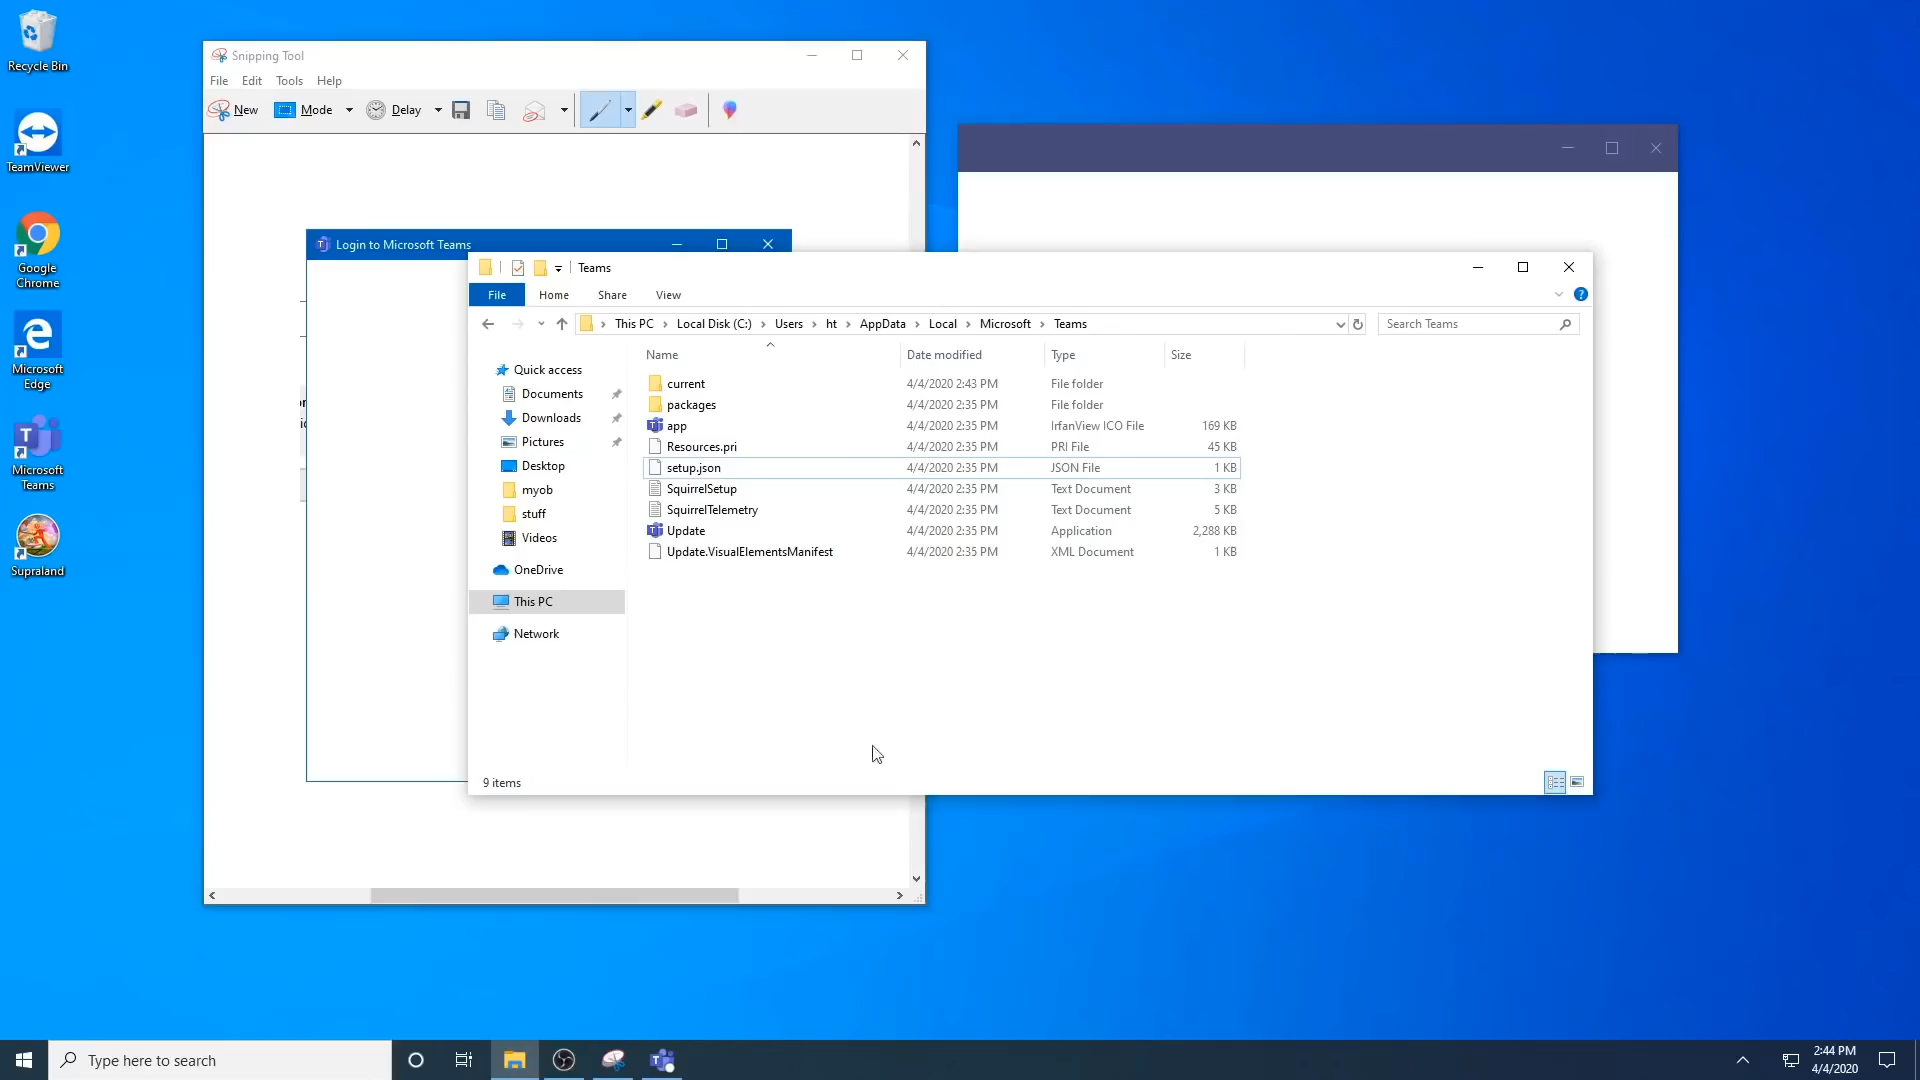 Recycle Bin
TeamViewer
Google
Chrome
Microsoft
Edge
Microsoft
Teams
Supraland
Snipping Tool
File Edit Tools Help
New Mode Delay
Login to Microsoft Teams
Teams
File Home Share View
This PC › Local Disk (C:) › Users › ht › AppData › Local › Microsoft › Teams
Search Teams
Name Date modified Type Size
Quick access
Documents
Downloads
Pictures
Desktop
myob
stuff
Videos
OneDrive
This PC
Network
current 4/4/2020 2:43 PM File folder
packages 4/4/2020 2:35 PM File folder
app 4/4/2020 2:35 PM IrfanView ICO File 169 KB
Resources.pri 4/4/2020 2:35 PM PRI File 45 KB
setup.json 4/4/2020 2:35 PM JSON File 1 KB
SquirrelSetup 4/4/2020 2:35 PM Text Document 3 KB
SquirrelTelemetry 4/4/2020 2:35 PM Text Document 5 KB
Update 4/4/2020 2:35 PM Application 2,288 KB
Update.VisualElementsManifest 4/4/2020 2:35 PM XML Document 1 KB
9 items
Type here to search
2:44 PM
4/4/2020